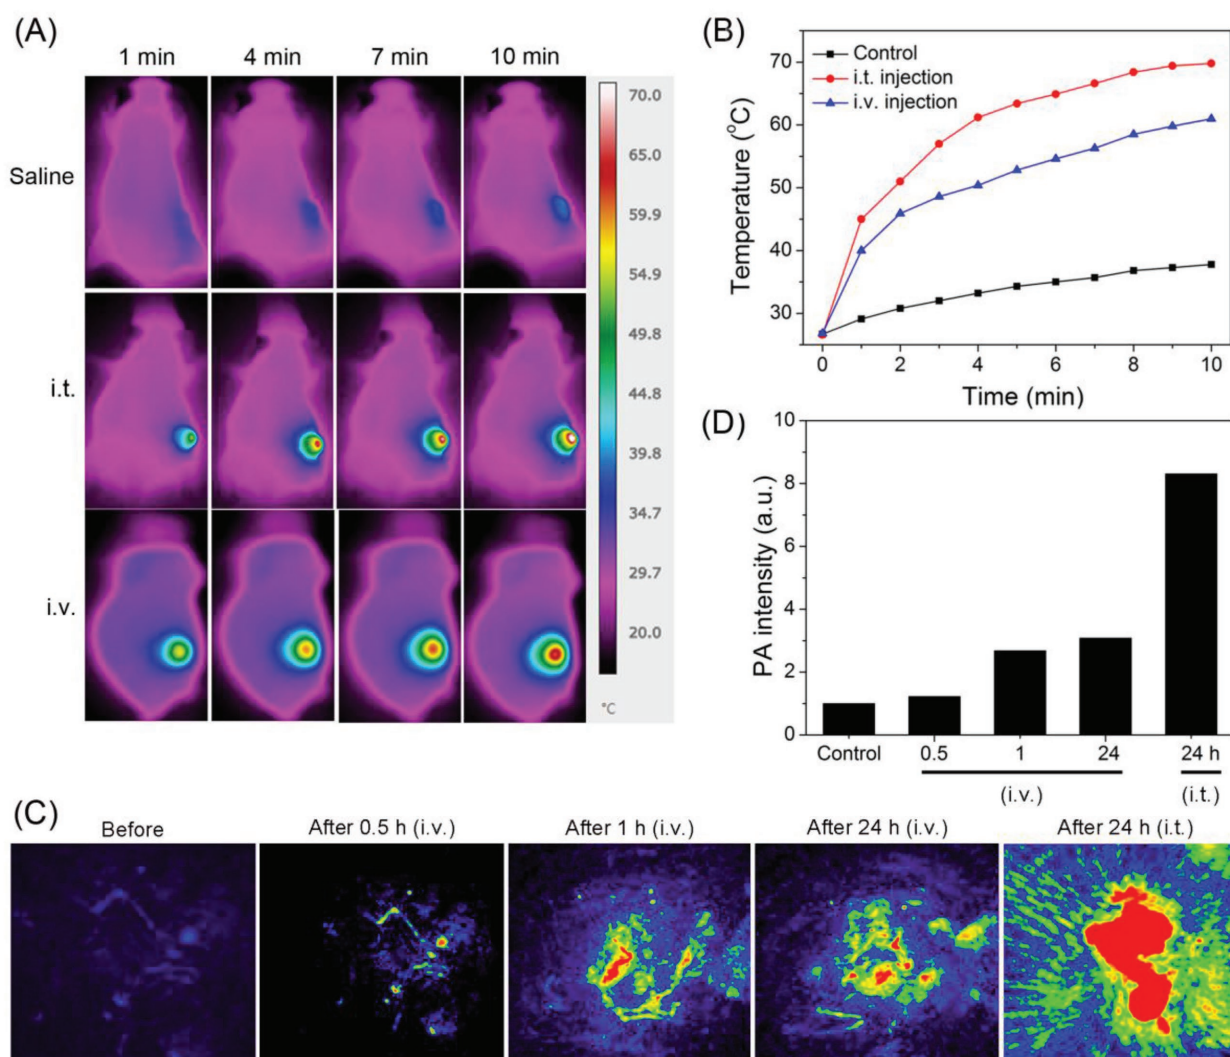 (A)
1 min 4 min 7 min 10 min
Saline
i.t.
i.v.
70.0
65.0
59.9
54.9
49.8
44.8
39.8
34.7
29.7
20.0
°C
(B)
Control
i.t. injection
i.v. injection
Temperature (°C)
70
60
50
40
30
0 2 4 6 8 10
Time (min)
(D)
PA intensity (a.u.)
10
8
6
4
2
0
Control 0.5 1 24 24 h
(i.v.) (i.t.)
(C)
Before After 0.5 h (i.v.) After 1 h (i.v.) After 24 h (i.v.) After 24 h (i.t.)